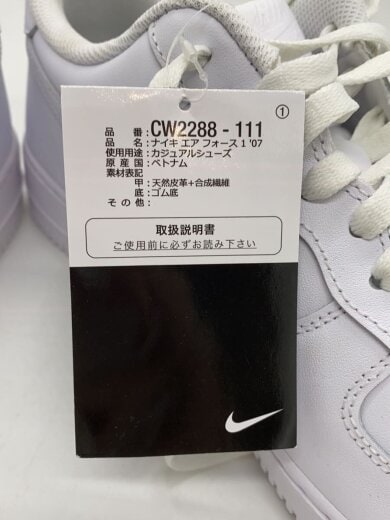 ①
品 番 : CW2288 - 111
品 名 : ナイキ エア フォース 1 '07
使用用途 : カジュアルシューズ
原 産 国 : ベトナム
素材表記
甲 : 天然皮革+合成繊維
底 : ゴム底
そ の 他 :
取扱説明書
ご使用前に必ずお読み下さい